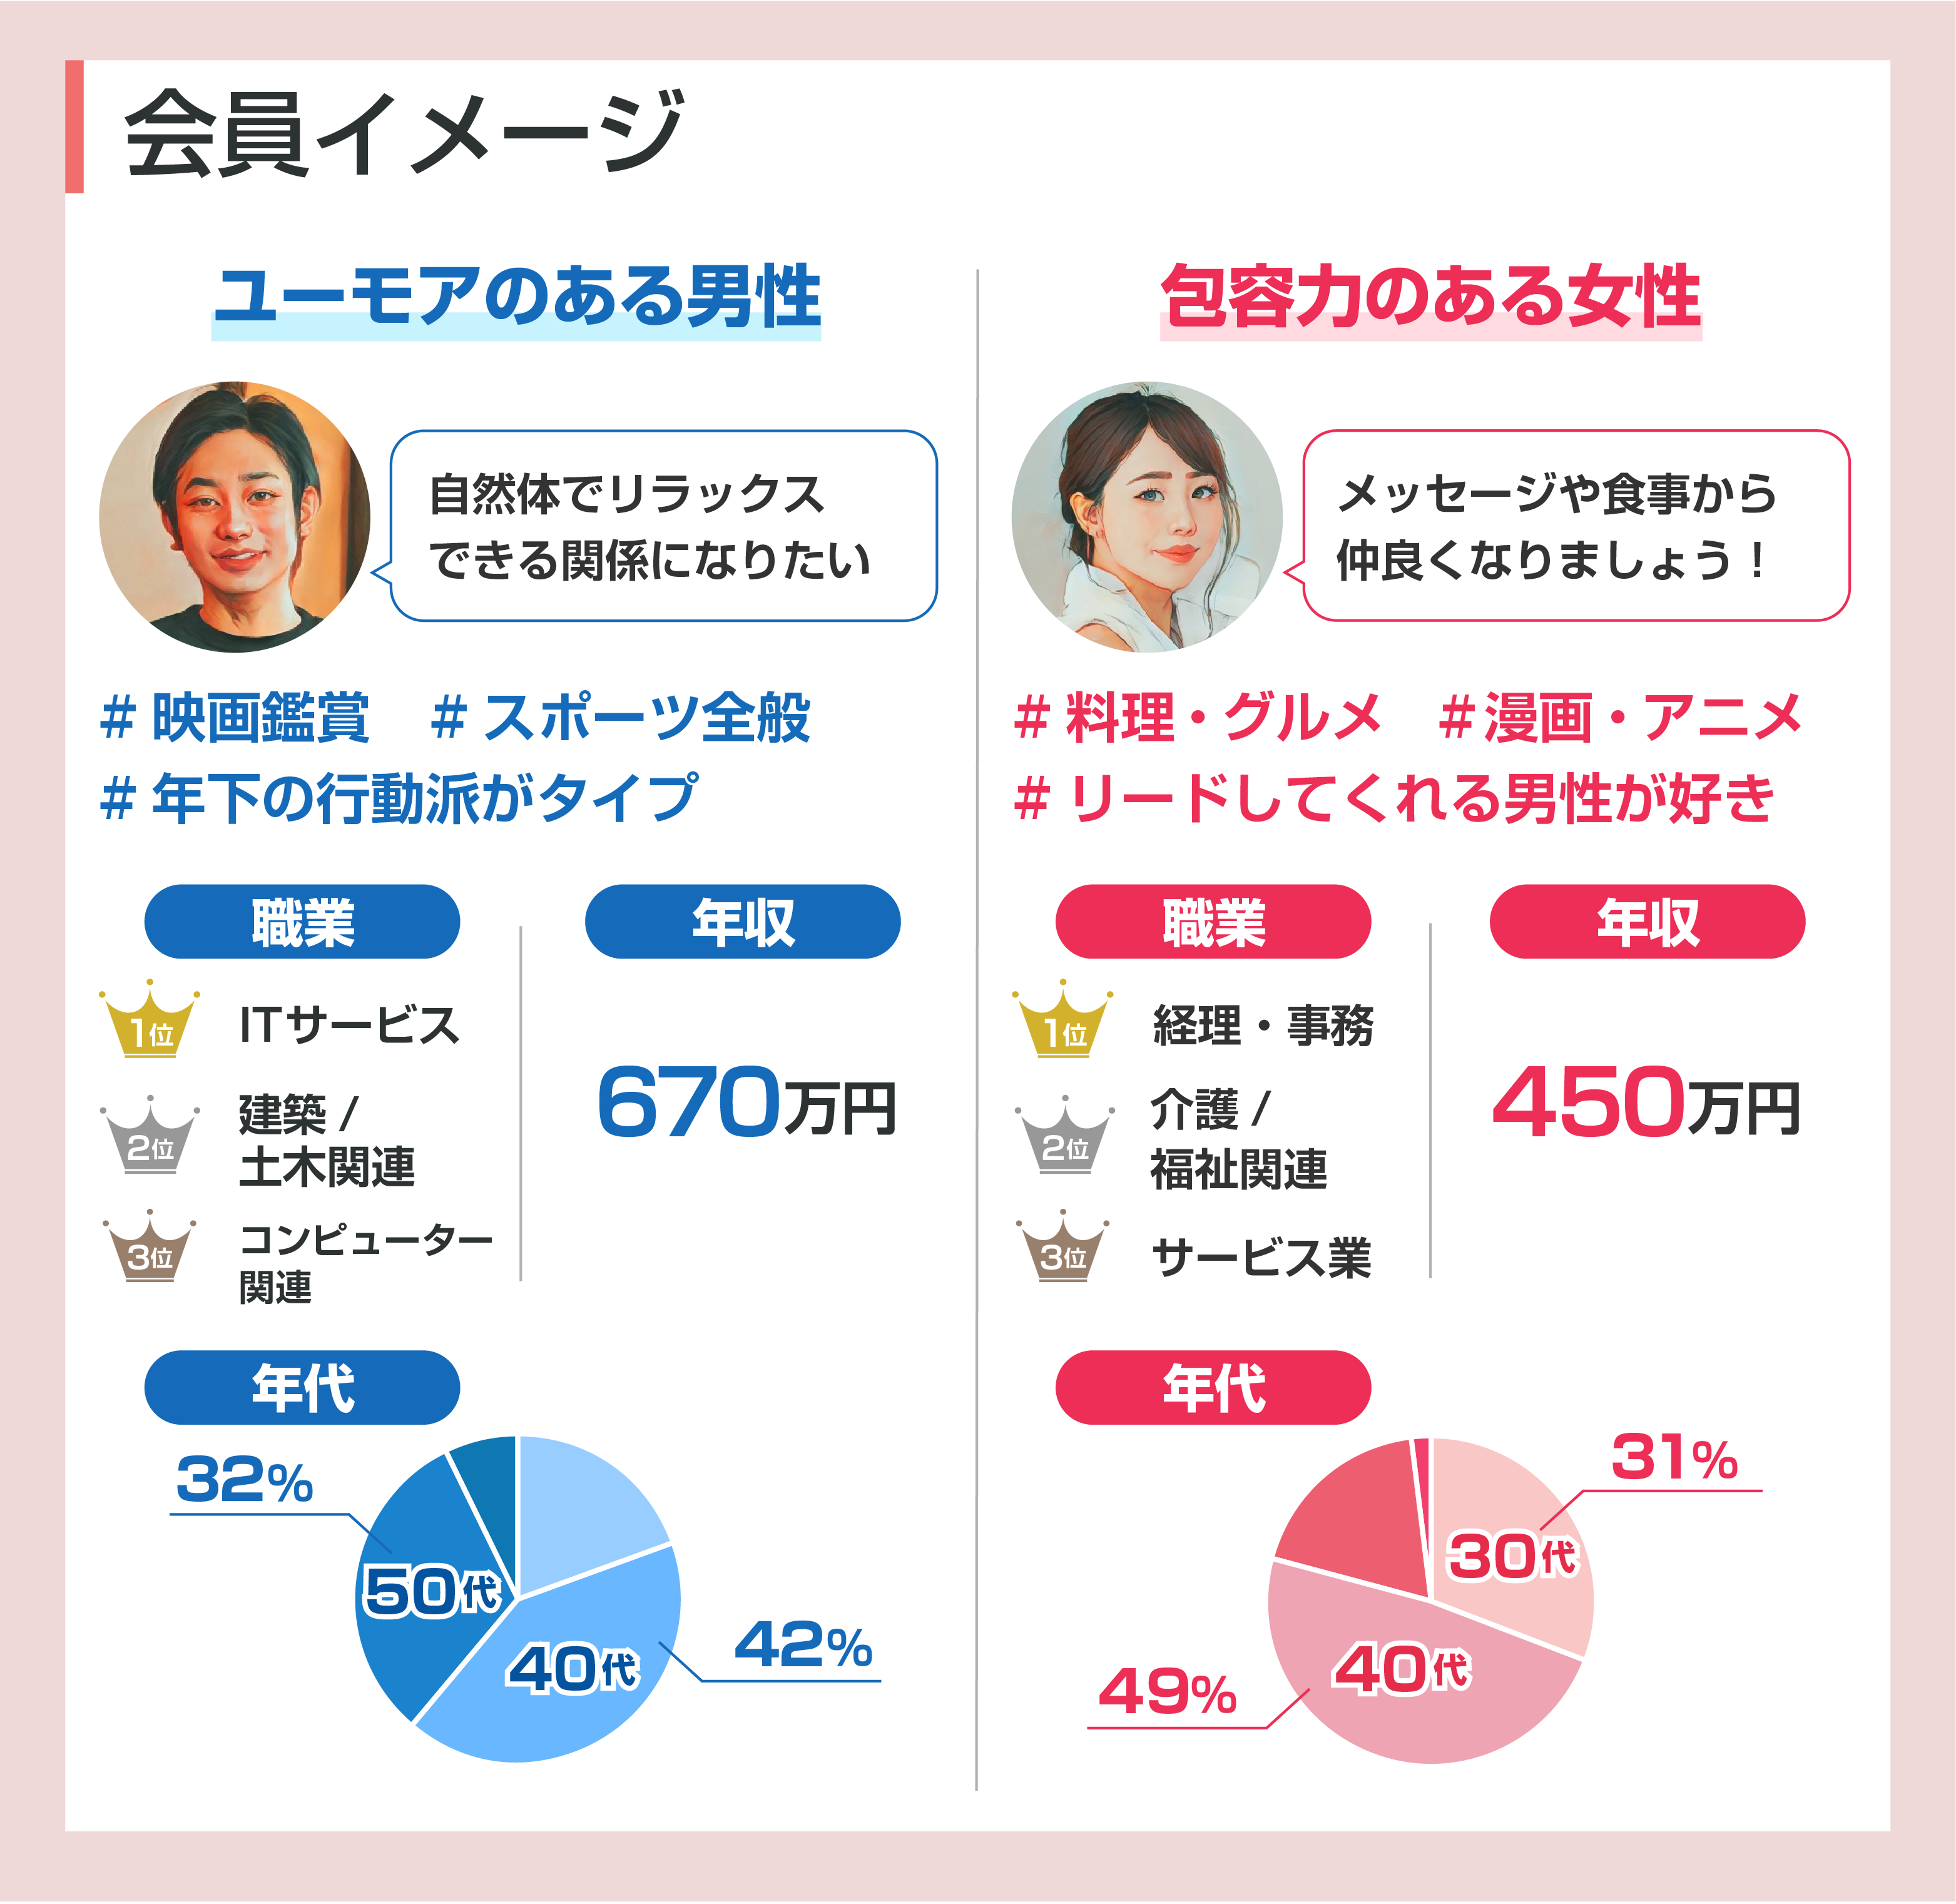 会員イメージ
ユーモアのある男性
自然体でリラックス
できる関係になりたい
# 映画鑑賞 # スポーツ全般
# 年下の行動派がタイプ
職業
1位 ITサービス
2位 建築 /
土木関連
3位 コンピューター
関連
年収
670万円
年代
32%
50代
40代
42%
包容力のある女性
メッセージや食事から
仲良くなりましょう！
# 料理・グルメ # 漫画・アニメ
# リードしてくれる男性が好き
職業
1位 経理・事務
2位 介護 /
福祉関連
3位 サービス業
年収
450万円
年代
31%
30代
40代
49%